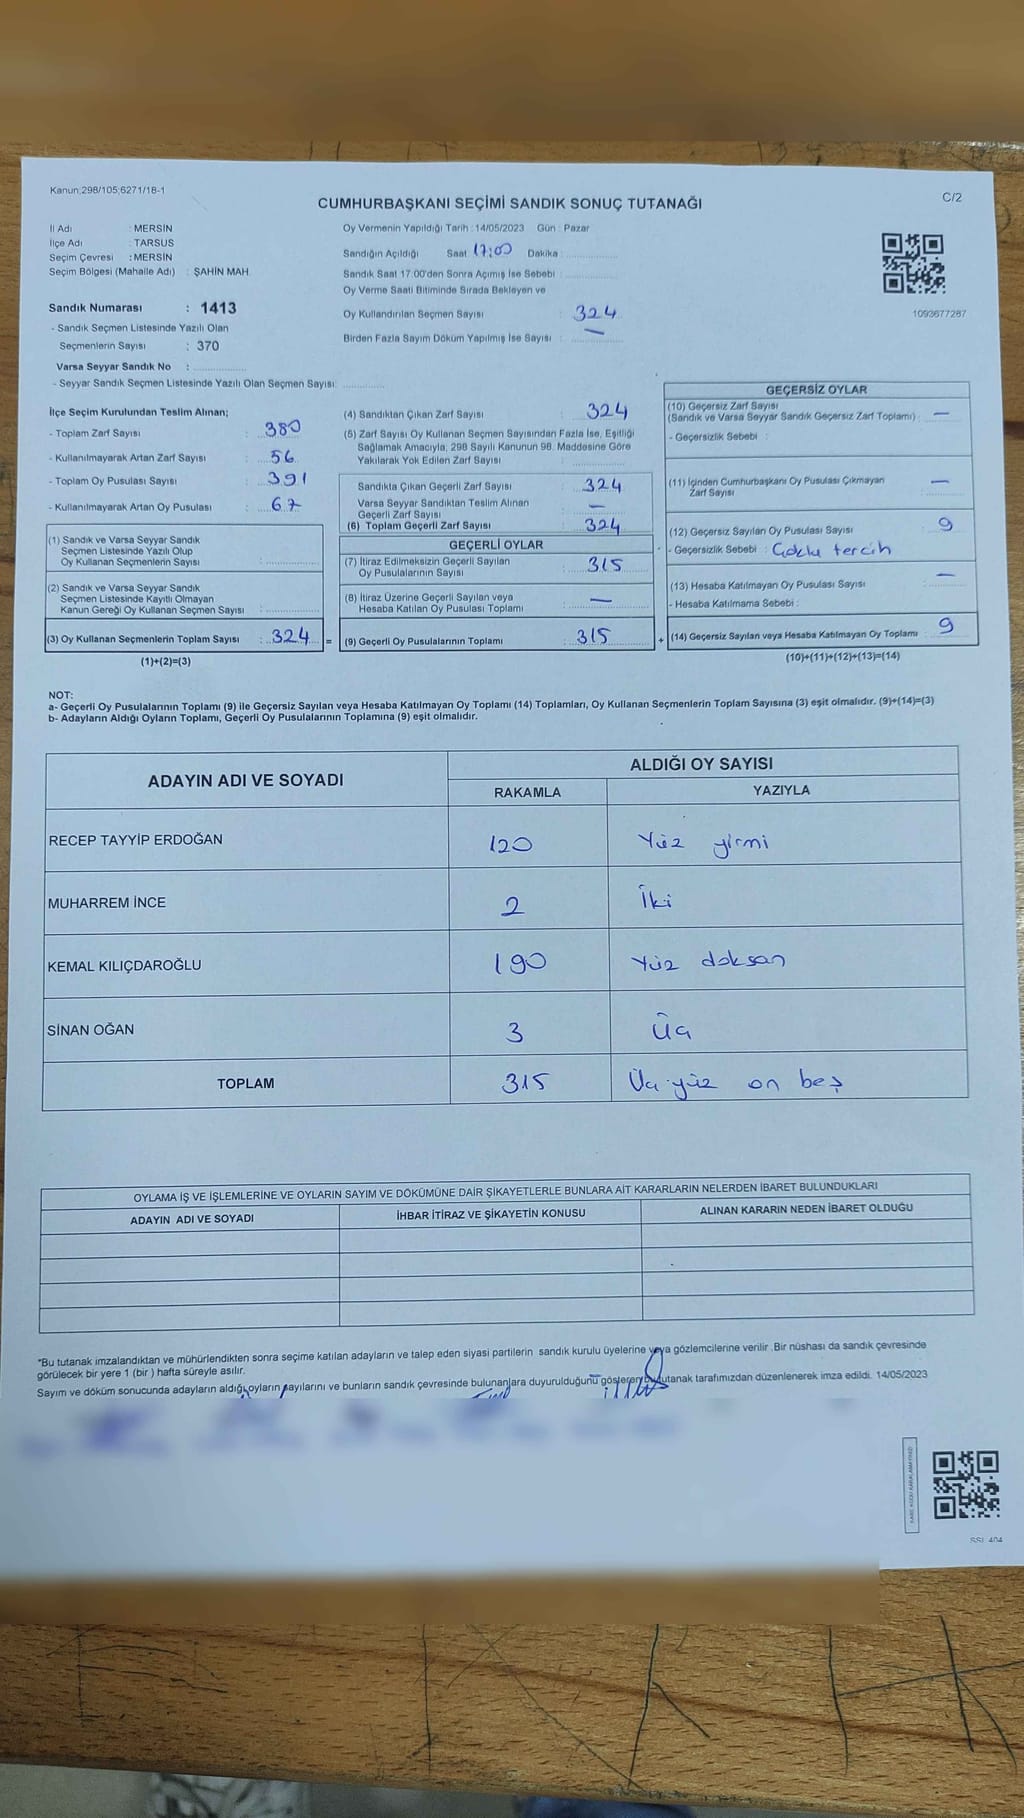 Kanun;298/105;6271/18-1
C/2
CUMHURBAŞKANI SEÇİMİ SANDIK SONUÇ TUTANAĞI
İl Adı : MERSİN
İlçe Adı : TARSUS
Seçim Çevresi : MERSİN
Seçim Bölgesi (Mahalle Adı) : ŞAHİN MAH.
Sandık Numarası : 1413
- Sandık Seçmen Listesinde Yazılı Olan
Seçmenlerin Sayısı : 370
Varsa Seyyar Sandık No : ..............
- Seyyar Sandık Seçmen Listesinde Yazılı Olan Seçmen Sayısı: ............
Oy Vermenin Yapıldığı Tarih : 14/05/2023 Gün : Pazar
Sandığın Açıldığı Saat 17:00 Dakika : ..............
Sandık Saat 17.00'den Sonra Açımış İse Sebebi : ..............
Oy Verme Saati Bitiminde Sırada Bekleyen ve
Oy Kullandırılan Seçmen Sayısı : 324
Birden Fazla Sayım Döküm Yapılmış İse Sayısı : —
1093677287
İlçe Seçim Kurulundan Teslim Alınan;
- Toplam Zarf Sayısı : 380
- Kullanılmayarak Artan Zarf Sayısı : 56
- Toplam Oy Pusulası Sayısı : 391
- Kullanılmayarak Artan Oy Pusulası : 67
(1) Sandık ve Varsa Seyyar Sandık
Seçmen Listesinde Yazılı Olup
Oy Kullanan Seçmenlerin Sayısı : ..............
(2) Sandık ve Varsa Seyyar Sandık
Seçmen Listesinde Kayıtlı Olmayan
Kanun Gereği Oy Kullanan Seçmen Sayısı : ..............
(3) Oy Kullanan Seçmenlerin Toplam Sayısı : 324 =
(1)+(2)=(3)
(4) Sandıktan Çıkan Zarf Sayısı : 324
(5) Zarf Sayısı Oy Kullanan Seçmen Sayısından Fazla İse, Eşitliği
Sağlamak Amacıyla; 298 Sayılı Kanunun 98. Maddesine Göre
Yakılarak Yok Edilen Zarf Sayısı : ..............
Sandıkta Çıkan Geçerli Zarf Sayısı : 324
Varsa Seyyar Sandıktan Teslim Alınan
Geçerli Zarf Sayısı : —
(6) Toplam Geçerli Zarf Sayısı : 324
GEÇERLİ OYLAR
(7) İtiraz Edilmeksizin Geçerli Sayılan
Oy Pusulalarının Sayısı : 315
(8) İtiraz Üzerine Geçerli Sayılan veya
Hesaba Katılan Oy Pusulası Toplamı : —
(9) Geçerli Oy Pusulalarının Toplamı : 315 +
GEÇERSİZ OYLAR
(10) Geçersiz Zarf Sayısı
(Sandık ve Varsa Seyyar Sandık Geçersiz Zarf Toplamı) : —
- Geçersizlik Sebebi :
(11) İçinden Cumhurbaşkanı Oy Pusulası Çıkmayan
Zarf Sayısı : —
(12) Geçersiz Sayılan Oy Pusulası Sayısı : 9
- Geçersizlik Sebebi : Çoklu tercih
(13) Hesaba Katılmayan Oy Pusulası Sayısı : —
- Hesaba Katılmama Sebebi :
(14) Geçersiz Sayılan veya Hesaba Katılmayan Oy Toplamı : 9
(10)+(11)+(12)+(13)=(14)
NOT:
a- Geçerli Oy Pusulalarının Toplamı (9) ile Geçersiz Sayılan veya Hesaba Katılmayan Oy Toplamı (14) Toplamları, Oy Kullanan Seçmenlerin Toplam Sayısına (3) eşit olmalıdır. (9)+(14)=(3)
b- Adayların Aldığı Oyların Toplamı, Geçerli Oy Pusulalarının Toplamına (9) eşit olmalıdır.
ADAYIN ADI VE SOYADI ALDIĞI OY SAYISI
RAKAMLA YAZIYLA
RECEP TAYYİP ERDOĞAN 120 Yüz yirmi
MUHARREM İNCE 2 İki
KEMAL KILIÇDAROĞLU 190 Yüz doksan
SİNAN OĞAN 3 Üç
TOPLAM 315 Üç yüz on beş
OYLAMA İŞ VE İŞLEMLERİNE VE OYLARIN SAYIM VE DÖKÜMÜNE DAİR ŞİKAYETLERLE BUNLARA AİT KARARLARIN NELERDEN İBARET BULUNDUKLARI
ADAYIN ADI VE SOYADI İHBAR İTİRAZ VE ŞİKAYETİN KONUSU ALINAN KARARIN NEDEN İBARET OLDUĞU
*Bu tutanak imzalandıktan ve mühürlendikten sonra seçime katılan adayların ve talep eden siyasi partilerin sandık kurulu üyelerine veya gözlemcilerine verilir .Bir nüshası da sandık çevresinde
görülecek bir yere 1 (bir ) hafta süreyle asılır.
Sayım ve döküm sonucunda adayların aldığı oyların sayılarını ve bunların sandık çevresinde bulunanlara duyurulduğunu gösteren bu tutanak tarafımızdan düzenlenerek imza edildi. 14/05/2023